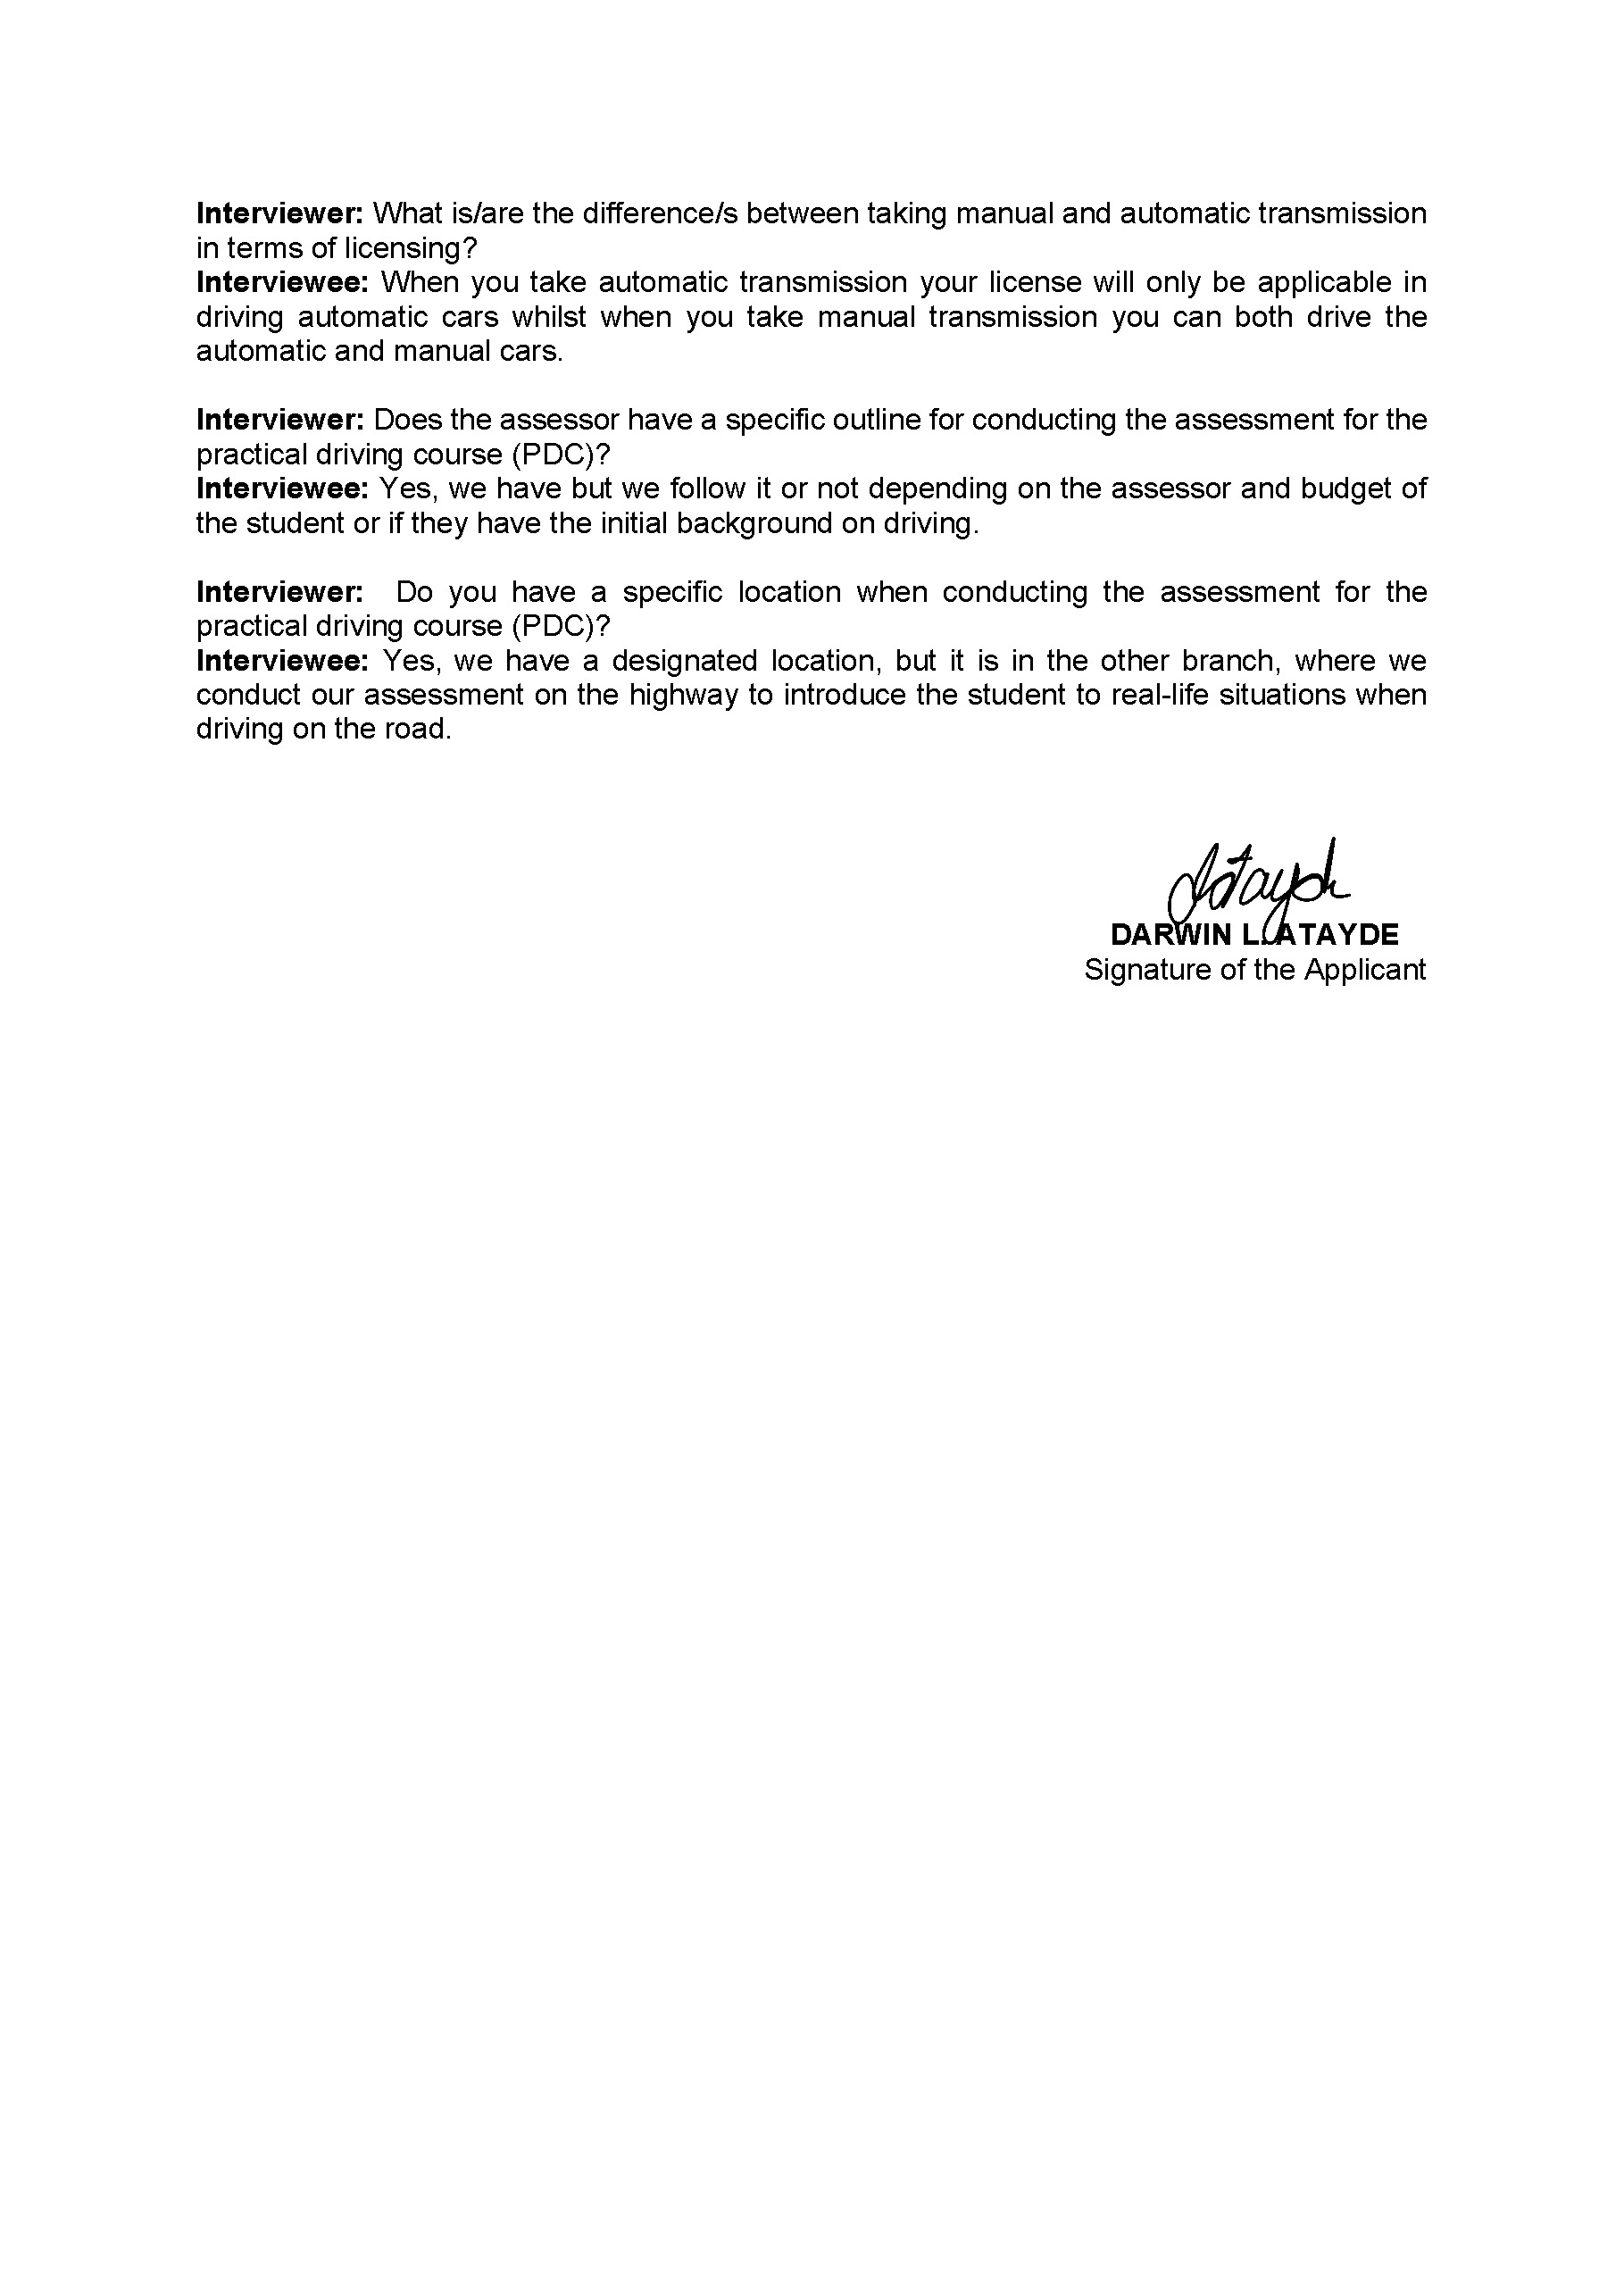 Interviewer: What is/are the difference/s between taking manual and automatic transmission
in terms of licensing?
Interviewee: When you take automatic transmission your license will only be applicable in
driving automatic cars whilst when you take manual transmission you can both drive the
automatic and manual cars.
Interviewer: Does the assessor have a specific outline for conducting the assessment for the
practical driving course (PDC)?
Interviewee: Yes, we have but we follow it or not depending on the assessor and budget of
the student or if they have the initial background on driving.
Interviewer: Do you have a specific location when conducting the assessment for the
practical driving course (PDC)?
Interviewee: Yes, we have a designated location, but it is in the other branch, where we
conduct our assessment on the highway to introduce the student to real-life situations when
driving on the road.
DARWIN L. ATAYDE
Signature of the Applicant